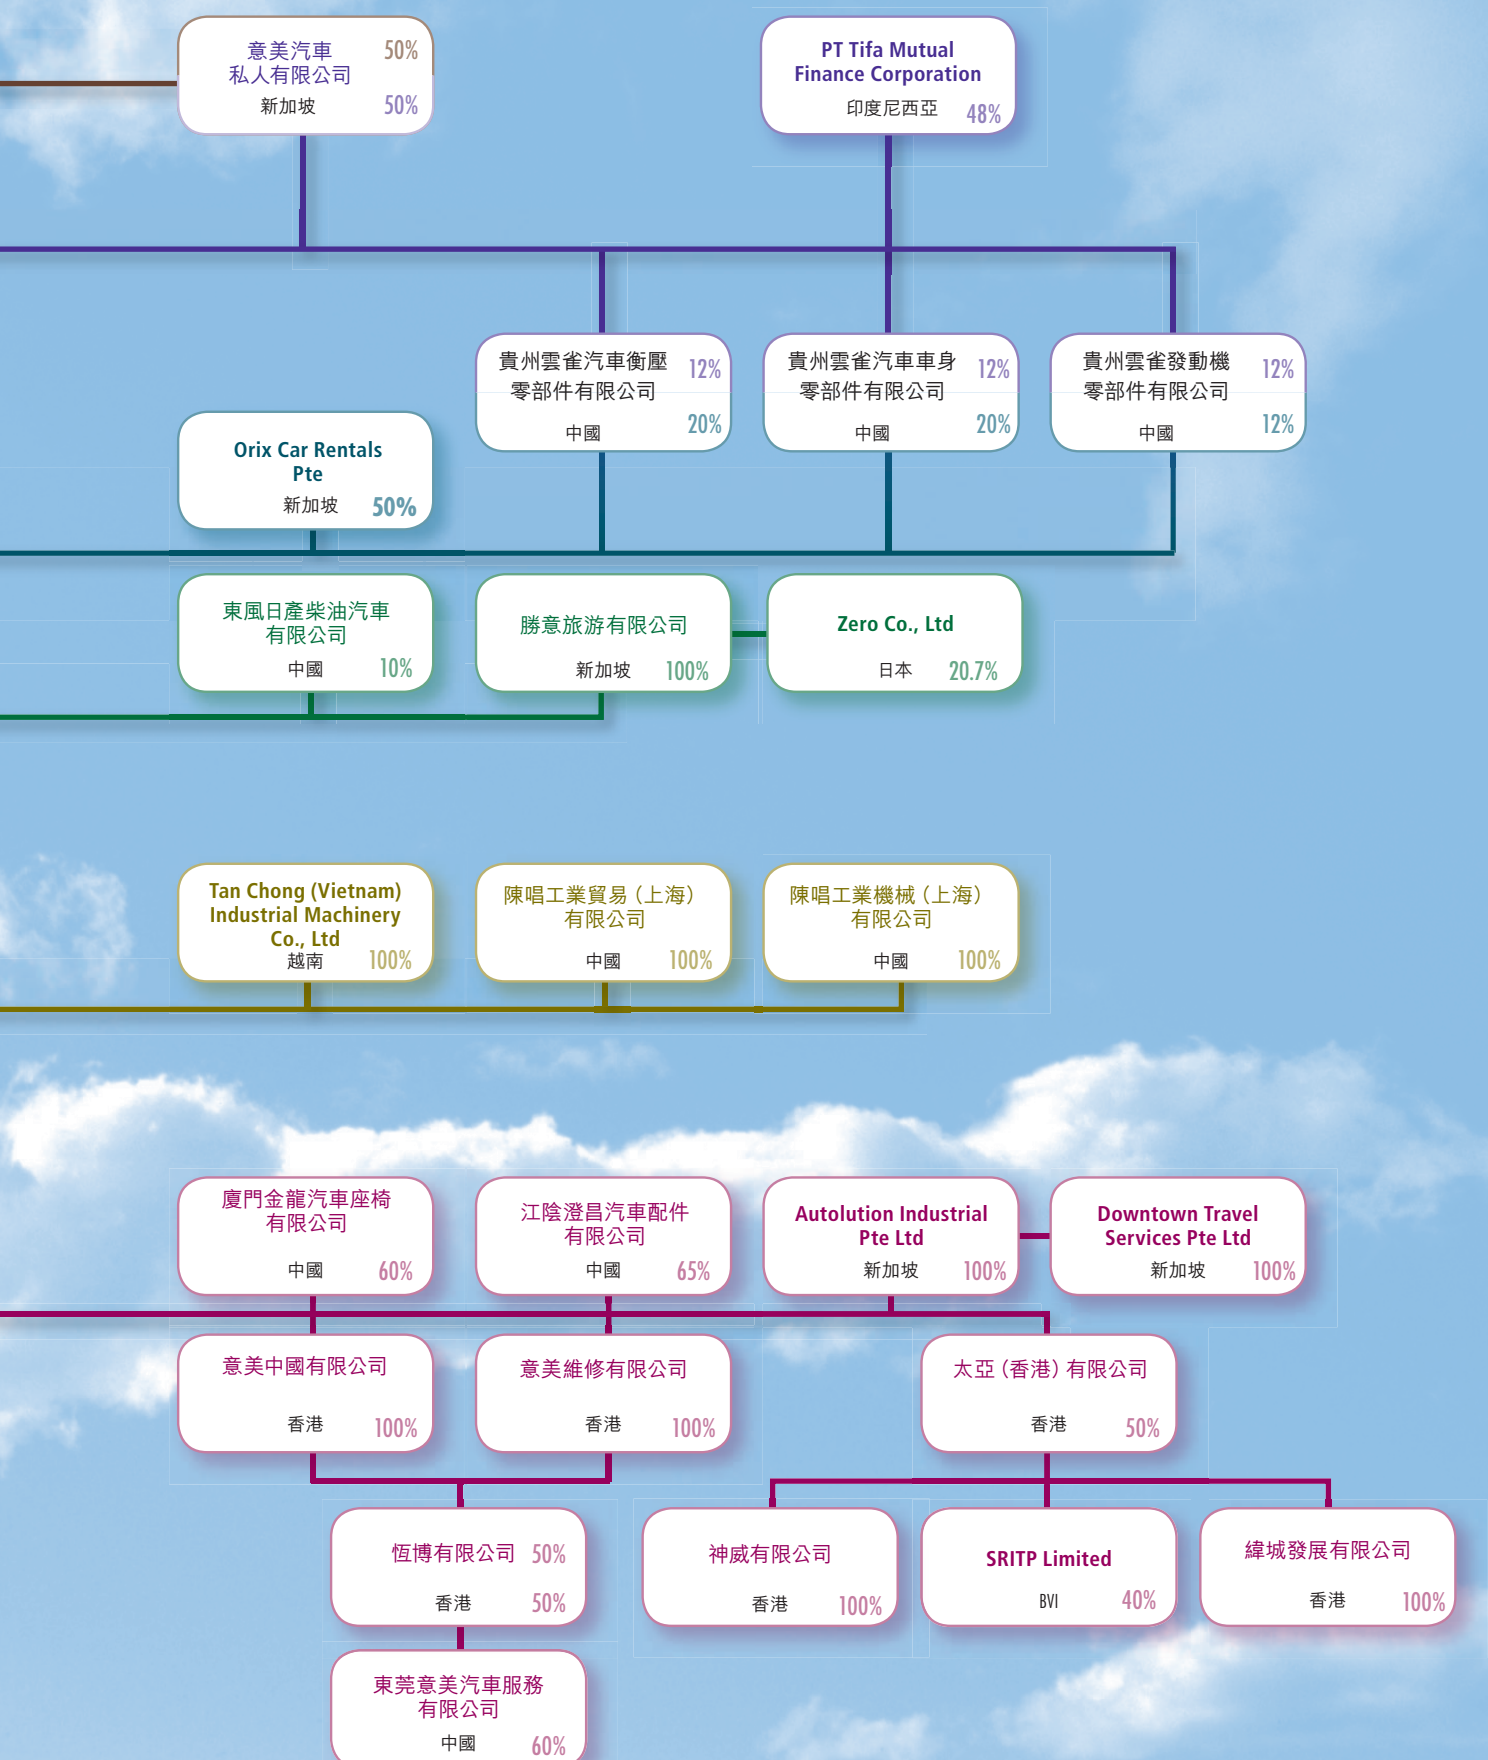 意美汽車 50%
私人有限公司
新加坡 50%
PT Tifa Mutual
Finance Corporation
印度尼西亞 48%
貴州雲雀汽車衡壓 12%
零部件有限公司
中國 20%
貴州雲雀汽車車身 12%
零部件有限公司
中國 20%
貴州雲雀發動機 12%
零部件有限公司
中國 12%
Orix Car Rentals
Pte
新加坡 50%
東風日產柴油汽車
有限公司
中國 10%
勝意旅游有限公司
新加坡 100%
Zero Co., Ltd
日本 20.7%
Tan Chong (Vietnam)
Industrial Machinery
Co., Ltd
越南 100%
陳唱工業貿易（上海）
有限公司
中國 100%
陳唱工業機械（上海）
有限公司
中國 100%
廈門金龍汽車座椅
有限公司
中國 60%
江陰澄昌汽車配件
有限公司
中國 65%
Autolution Industrial
Pte Ltd
新加坡 100%
Downtown Travel
Services Pte Ltd
新加坡 100%
意美中國有限公司
香港 100%
意美維修有限公司
香港 100%
太亞（香港）有限公司
香港 50%
恆博有限公司 50%
香港 50%
神威有限公司
香港 100%
SRITP Limited
BVI 40%
緯城發展有限公司
香港 100%
東莞意美汽車服務
有限公司
中國 60%